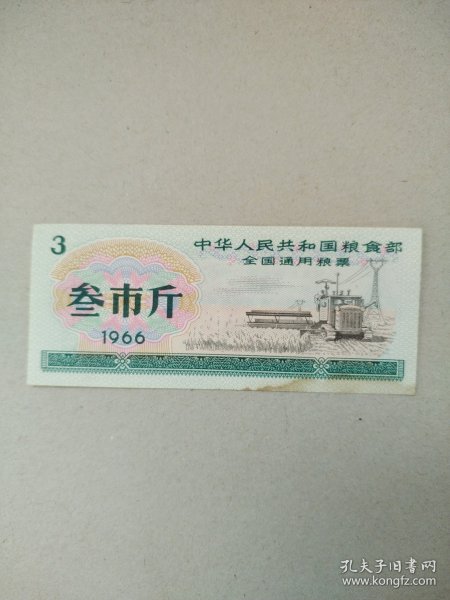 3
中华人民共和国粮食部
全国通用粮票
叁市斤
1966
孔夫子旧书网
www.kongfz.com